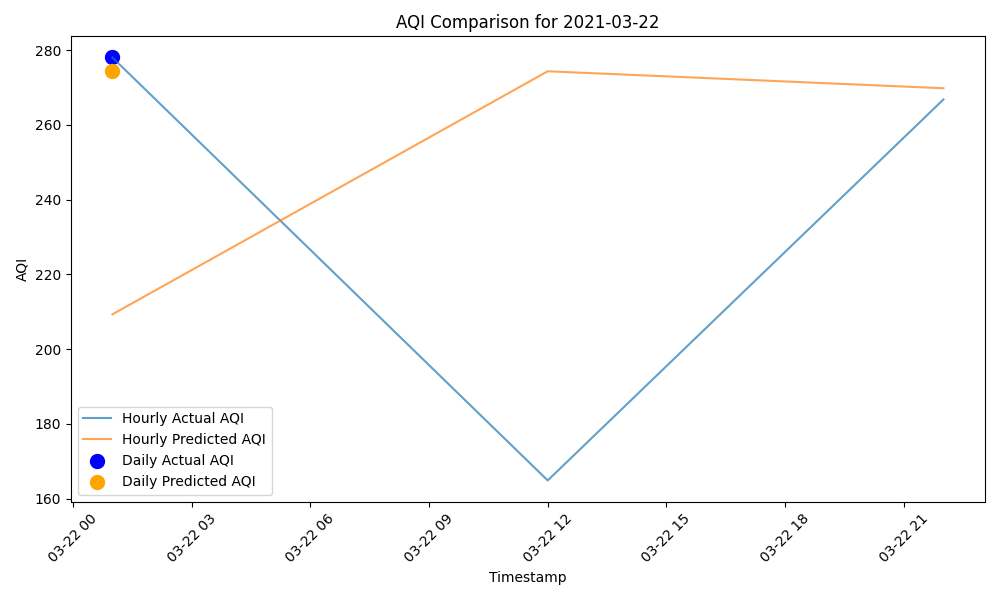 AQI Comparison for 2021-03-22
AQI
280
260
240
220
200
180
160
Hourly Actual AQI
Hourly Predicted AQI
Daily Actual AQI
Daily Predicted AQI
03-22 00
03-22 03
03-22 06
03-22 09
03-22 12
03-22 15
03-22 18
03-22 21
Timestamp